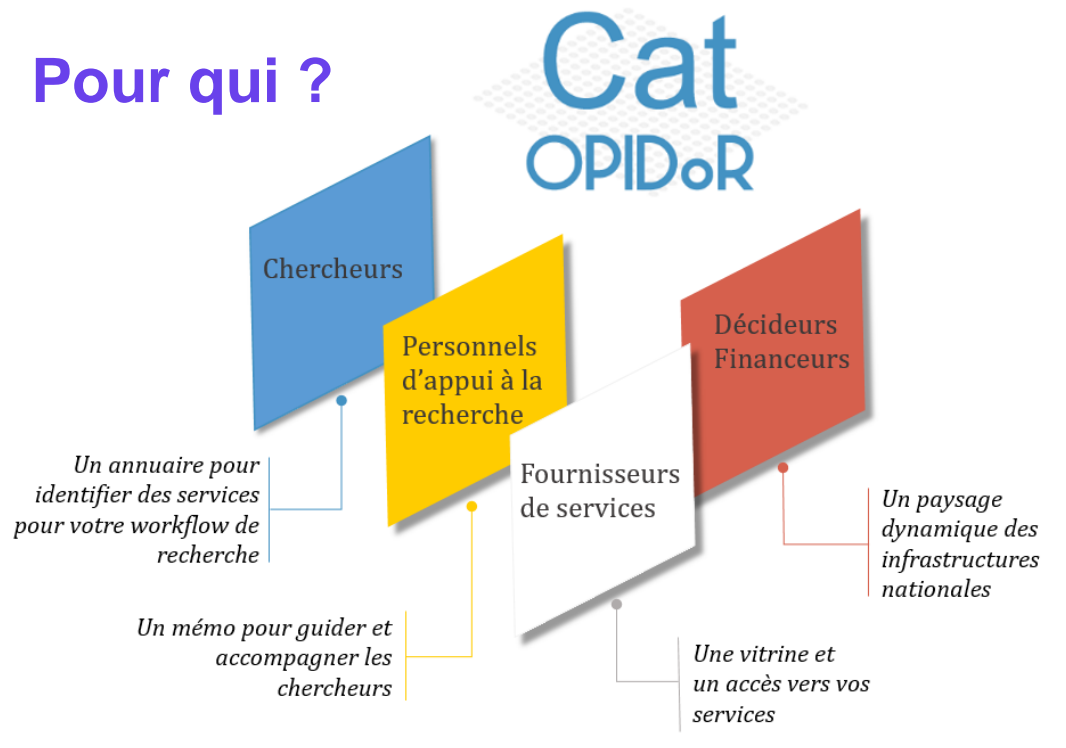 Pour qui ?
Cat
OPIDoR
Chercheurs
Personnels
d'appui à la
recherche
Fournisseurs
de services
Décideurs
Financeurs
Un annuaire pour
identifier des services
pour votre workflow de
recherche
Un mémo pour guider et
accompagner les
chercheurs
Une vitrine et
un accès vers vos
services
Un paysage
dynamique des
infrastructures
nationales